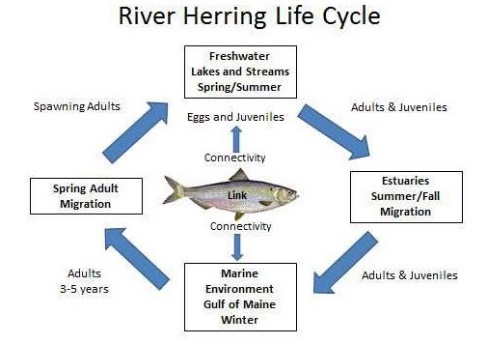 River Herring Life Cycle
Freshwater
Lakes and Streams
Spring/Summer
Spawning Adults
Eggs and Juveniles
Adults & Juveniles
Connectivity
Spring Adult
Migration
Link
Estuaries
Summer/Fall
Migration
Connectivity
Adults
3-5 years
Marine
Environment
Gulf of Maine
Winter
Adults & Juveniles